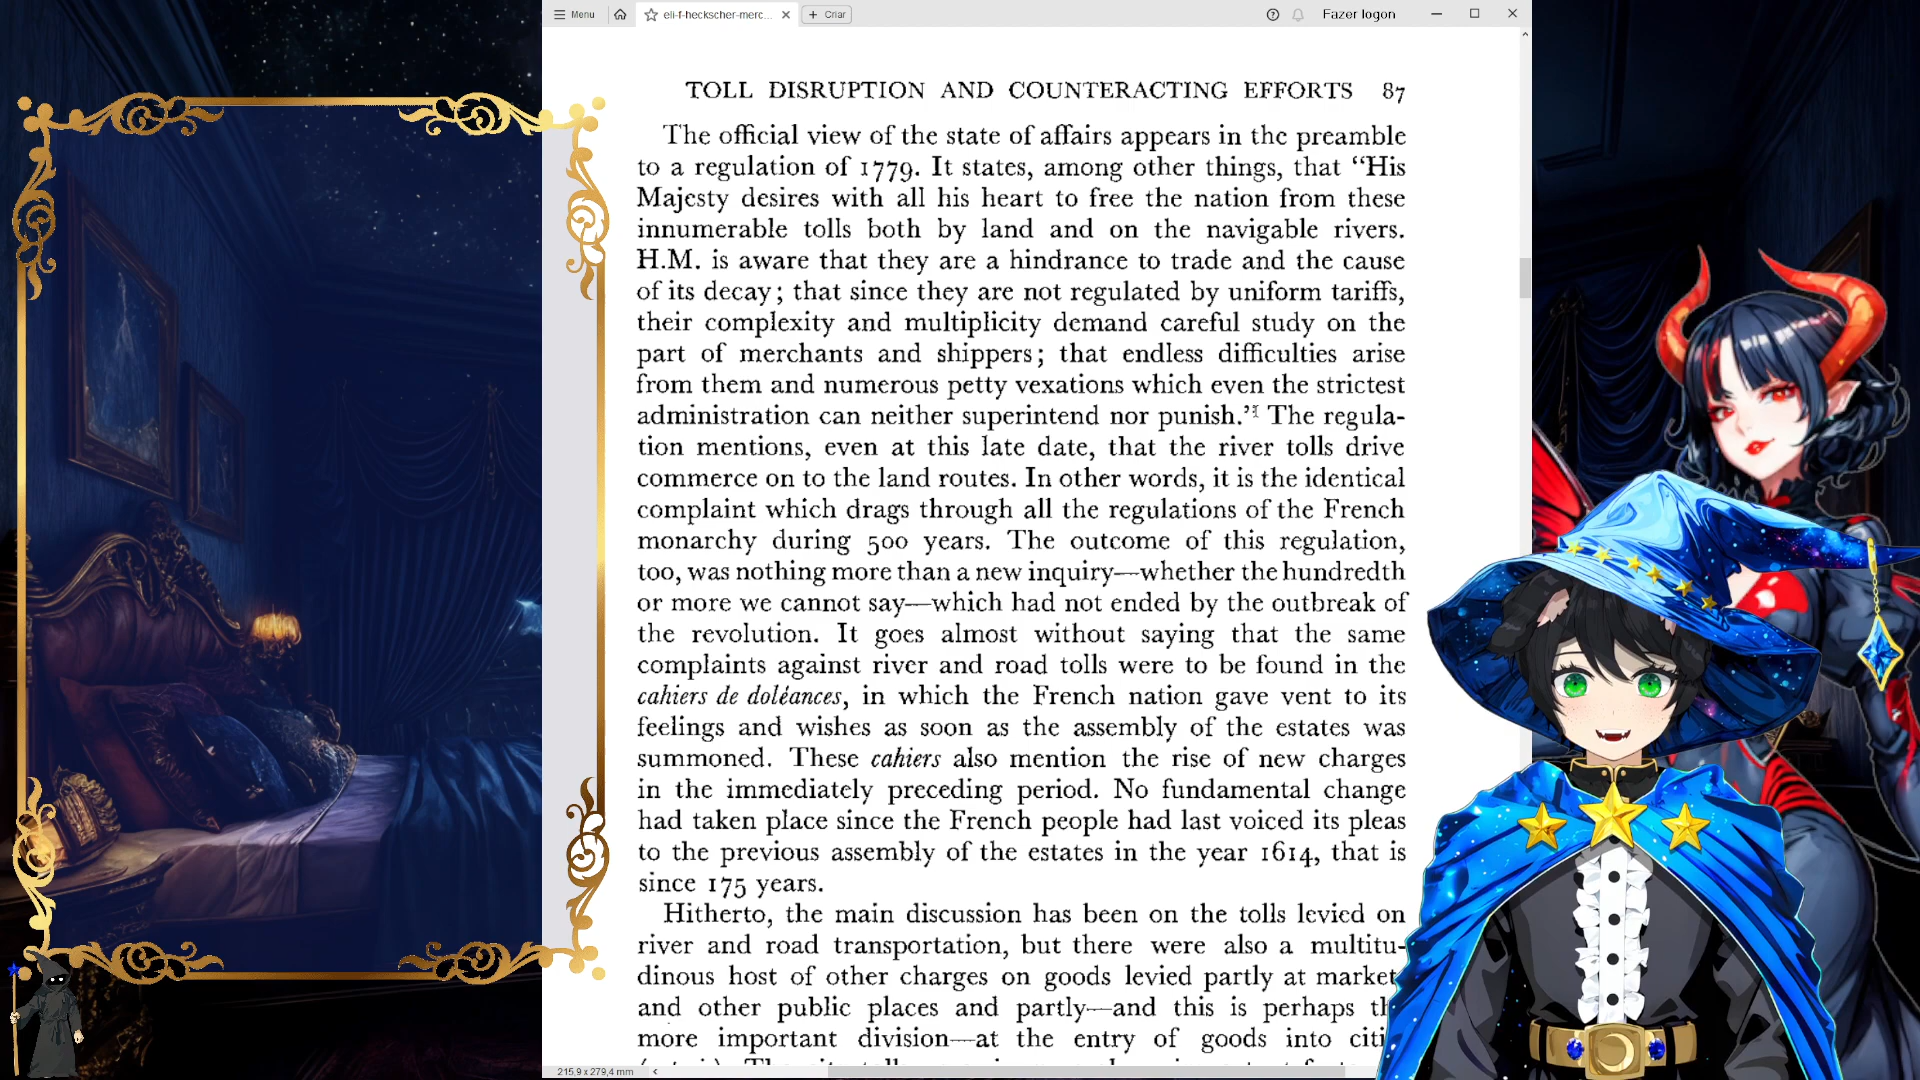 Menu
eli-f-heckscher-merc...
Criar
Fazer logon
TOLL DISRUPTION AND COUNTERACTING EFFORTS 87
The official view of the state of affairs appears in the preamble
to a regulation of 1779. It states, among other things, that “His
Majesty desires with all his heart to free the nation from these
innumerable tolls both by land and on the navigable rivers.
H.M. is aware that they are a hindrance to trade and the cause
of its decay; that since they are not regulated by uniform tariffs,
their complexity and multiplicity demand careful study on the
part of merchants and shippers; that endless difficulties arise
from them and numerous petty vexations which even the strictest
administration can neither superintend nor punish.” The regula-
tion mentions, even at this late date, that the river tolls drive
commerce on to the land routes. In other words, it is the identical
complaint which drags through all the regulations of the French
monarchy during 500 years. The outcome of this regulation,
too, was nothing more than a new inquiry—whether the hundredth
or more we cannot say—which had not ended by the outbreak of
the revolution. It goes almost without saying that the same
complaints against river and road tolls were to be found in the
cahiers de doléances, in which the French nation gave vent to its
feelings and wishes as soon as the assembly of the estates was
summoned. These cahiers also mention the rise of new charges
in the immediately preceding period. No fundamental change
had taken place since the French people had last voiced its pleas
to the previous assembly of the estates in the year 1614, that is
since 175 years.
Hitherto, the main discussion has been on the tolls levied on
river and road transportation, but there were also a multitu-
dinous host of other charges on goods levied partly at market
and other public places and partly—and this is perhaps
more important division—at the entry of goods into
215,9 x 279,4 mm